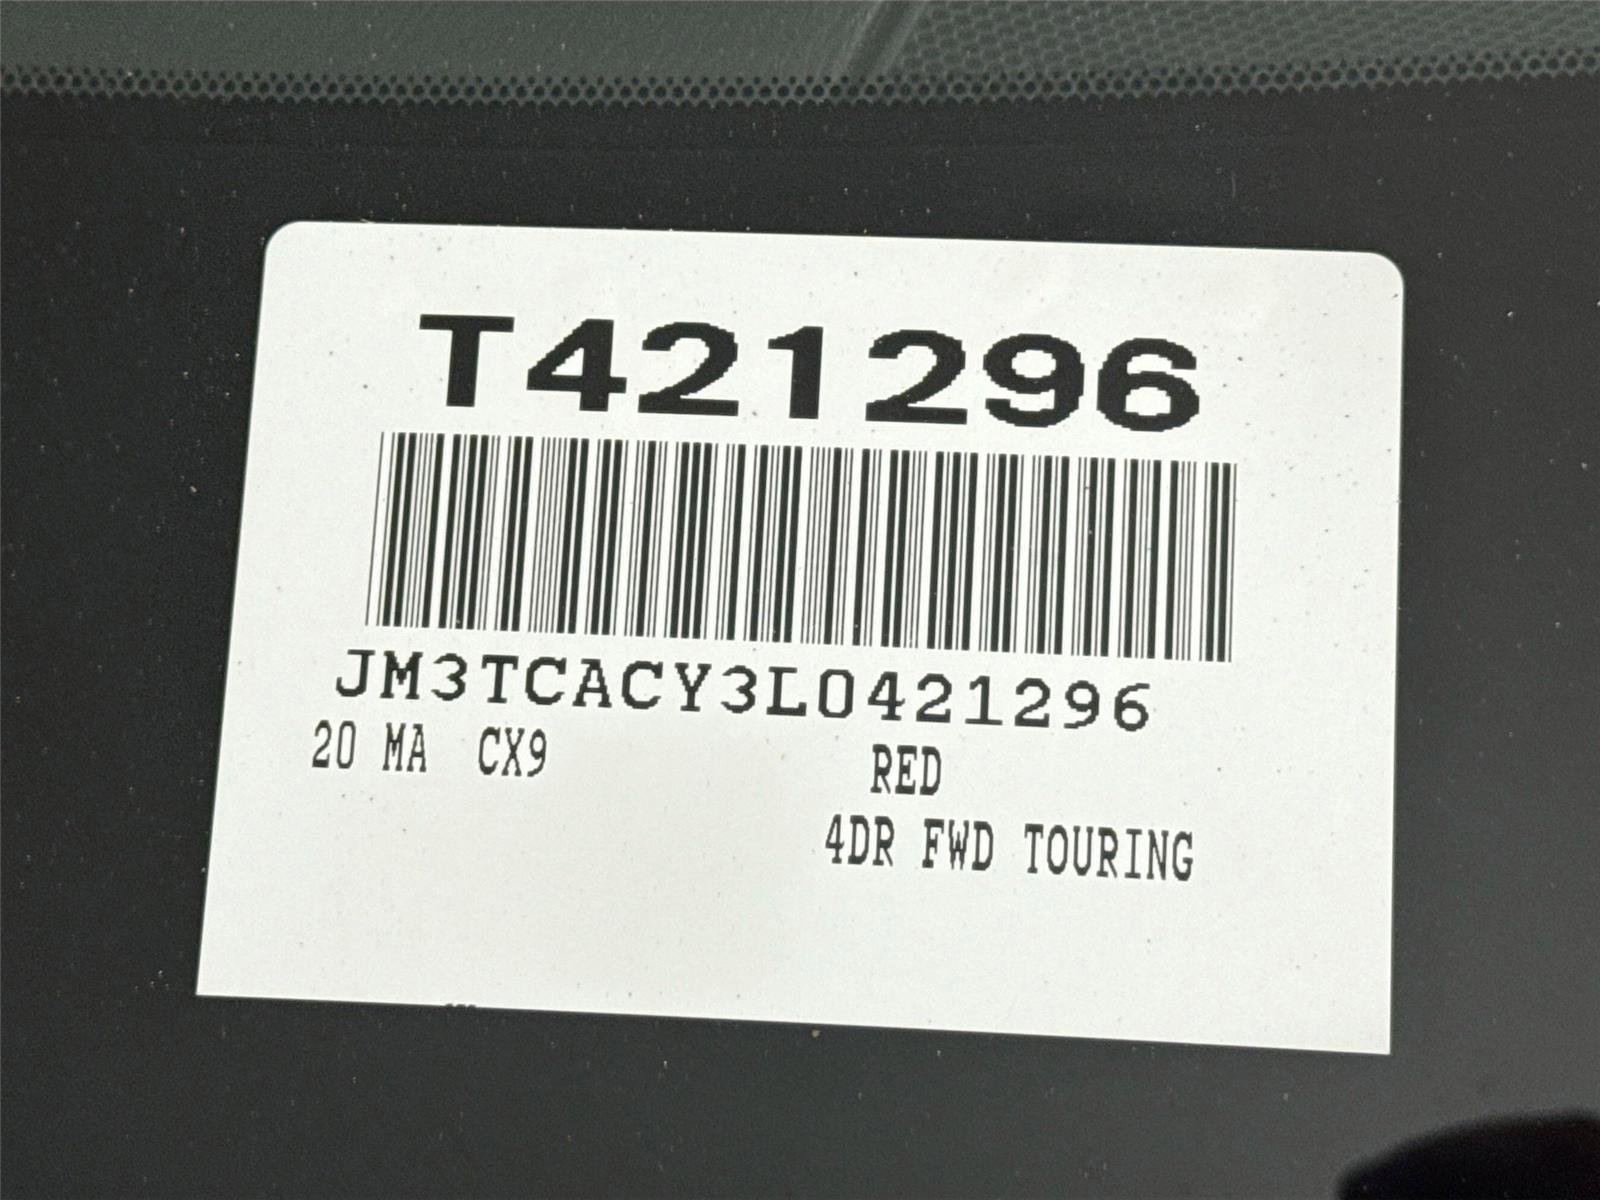 T421296
JM3TCACY3L0421296
20 MA CX9 RED
4DR FWD TOURING